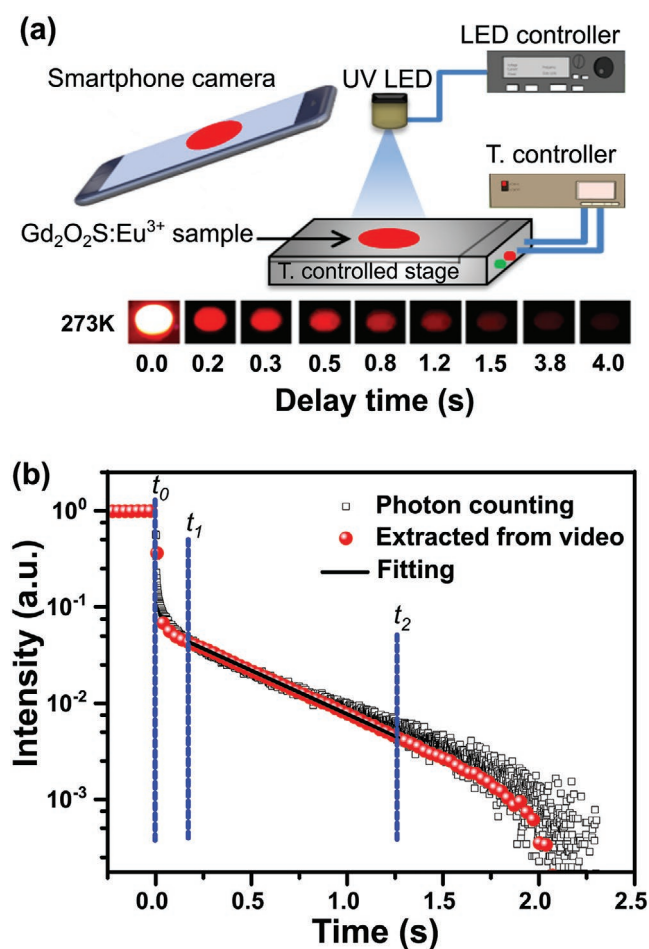 (a)
LED controller
Smartphone camera
UV LED
T. controller
Gd₂O₂S:Eu³⁺ sample
T. controlled stage
273K
0.0 0.2 0.3 0.5 0.8 1.2 1.5 3.8 4.0
Delay time (s)
(b)
t₀
t₁
t₂
Photon counting
Extracted from video
Fitting
10⁰
10⁻¹
10⁻²
10⁻³
Intensity (a.u.)
0.0 0.5 1.0 1.5 2.0 2.5
Time (s)